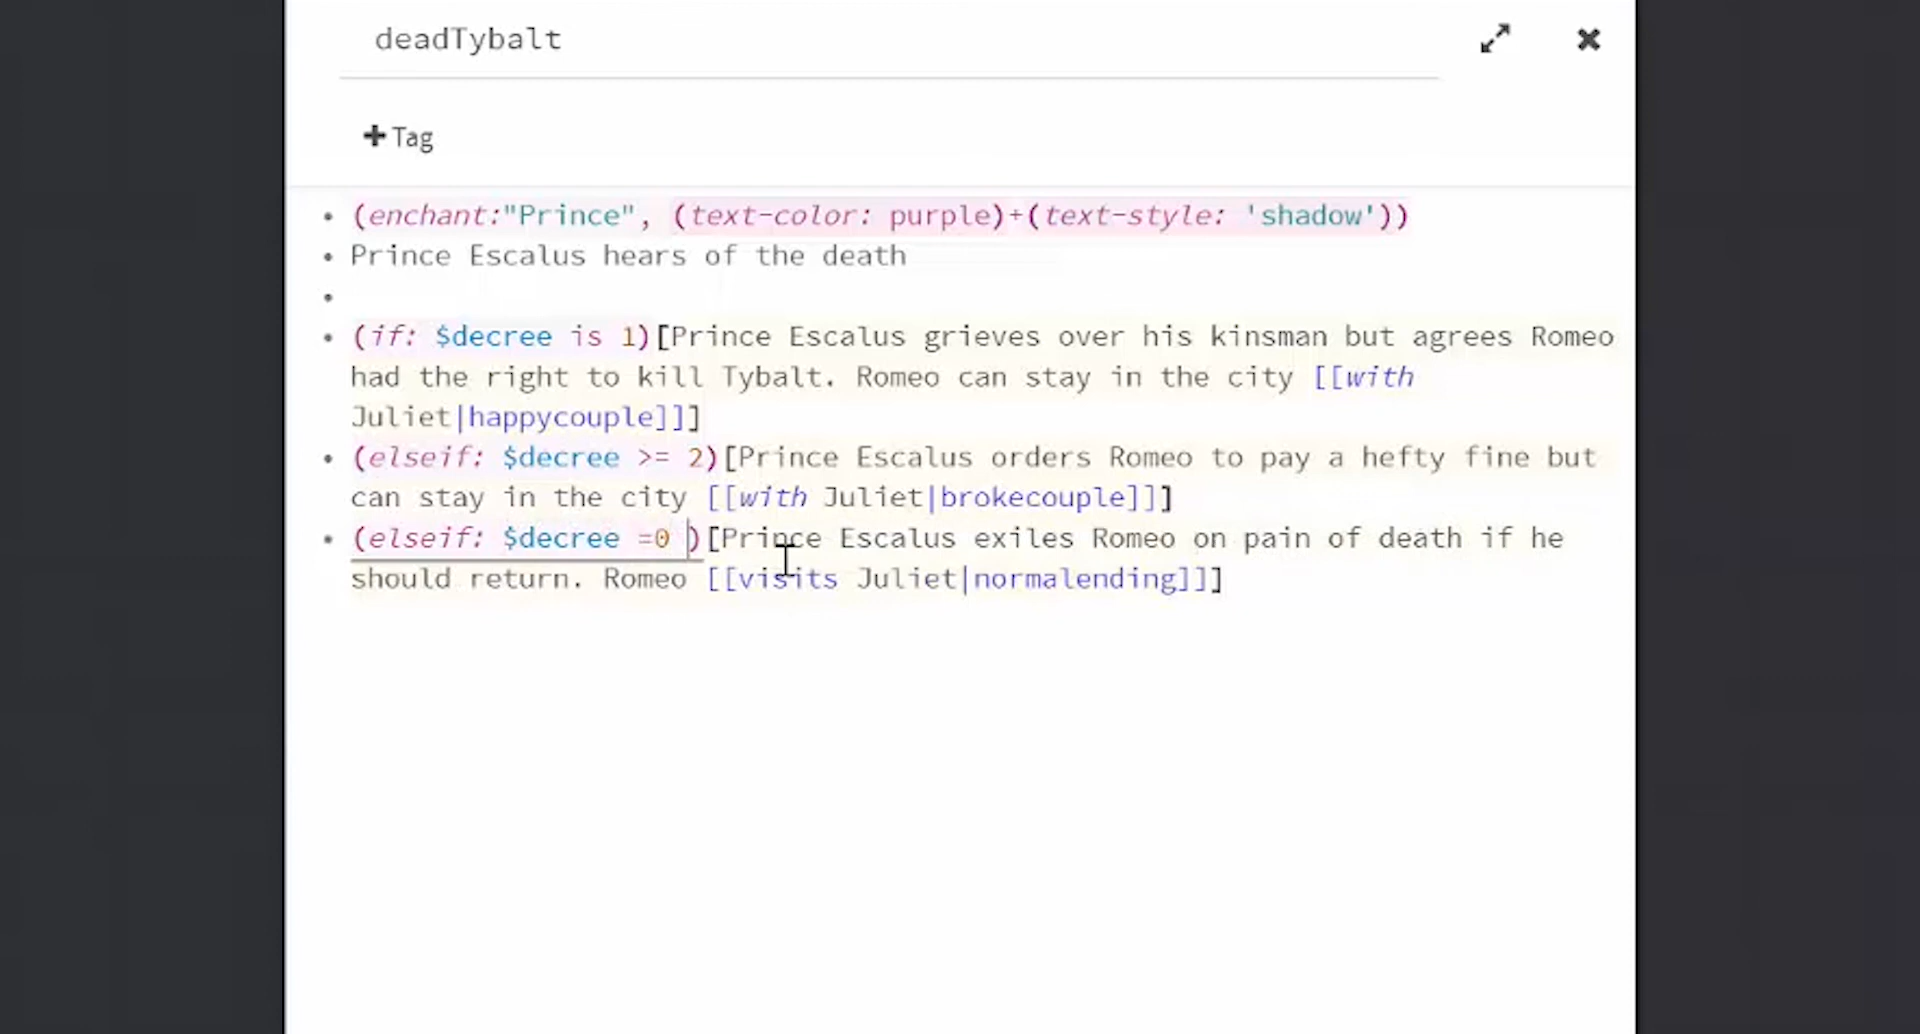 deadTybalt
+ Tag
(enchant:"Prince", (text-color: purple)+(text-style: 'shadow'))
Prince Escalus hears of the death
(if: $decree is 1)[Prince Escalus grieves over his kinsman but agrees Romeo
had the right to kill Tybalt. Romeo can stay in the city [[with
Juliet|happycouple]]]
(elseif: $decree >= 2)[Prince Escalus orders Romeo to pay a hefty fine but
can stay in the city [[with Juliet|brokecouple]]]
(elseif: $decree =0 )[Prince Escalus exiles Romeo on pain of death if he
should return. Romeo [[visits Juliet|normalending]]]